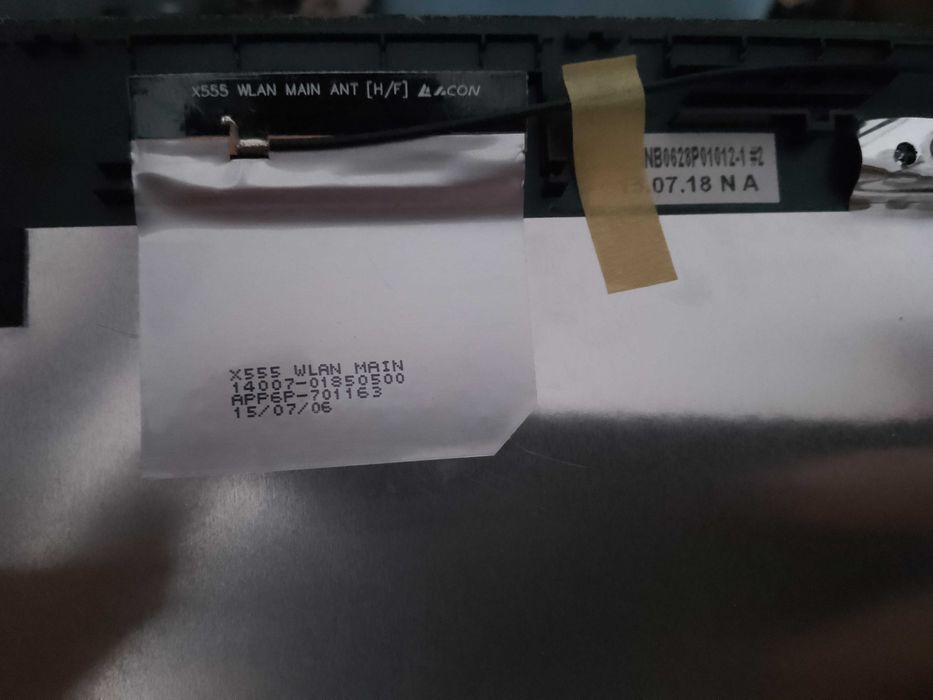 X555 WLAN MAIN ANT [H/F] ACON
NB0628P01012-1 #2
.07.18 N A
X555 WLAN MAIN
14007-01850500
APP6P-701163
15/07/06